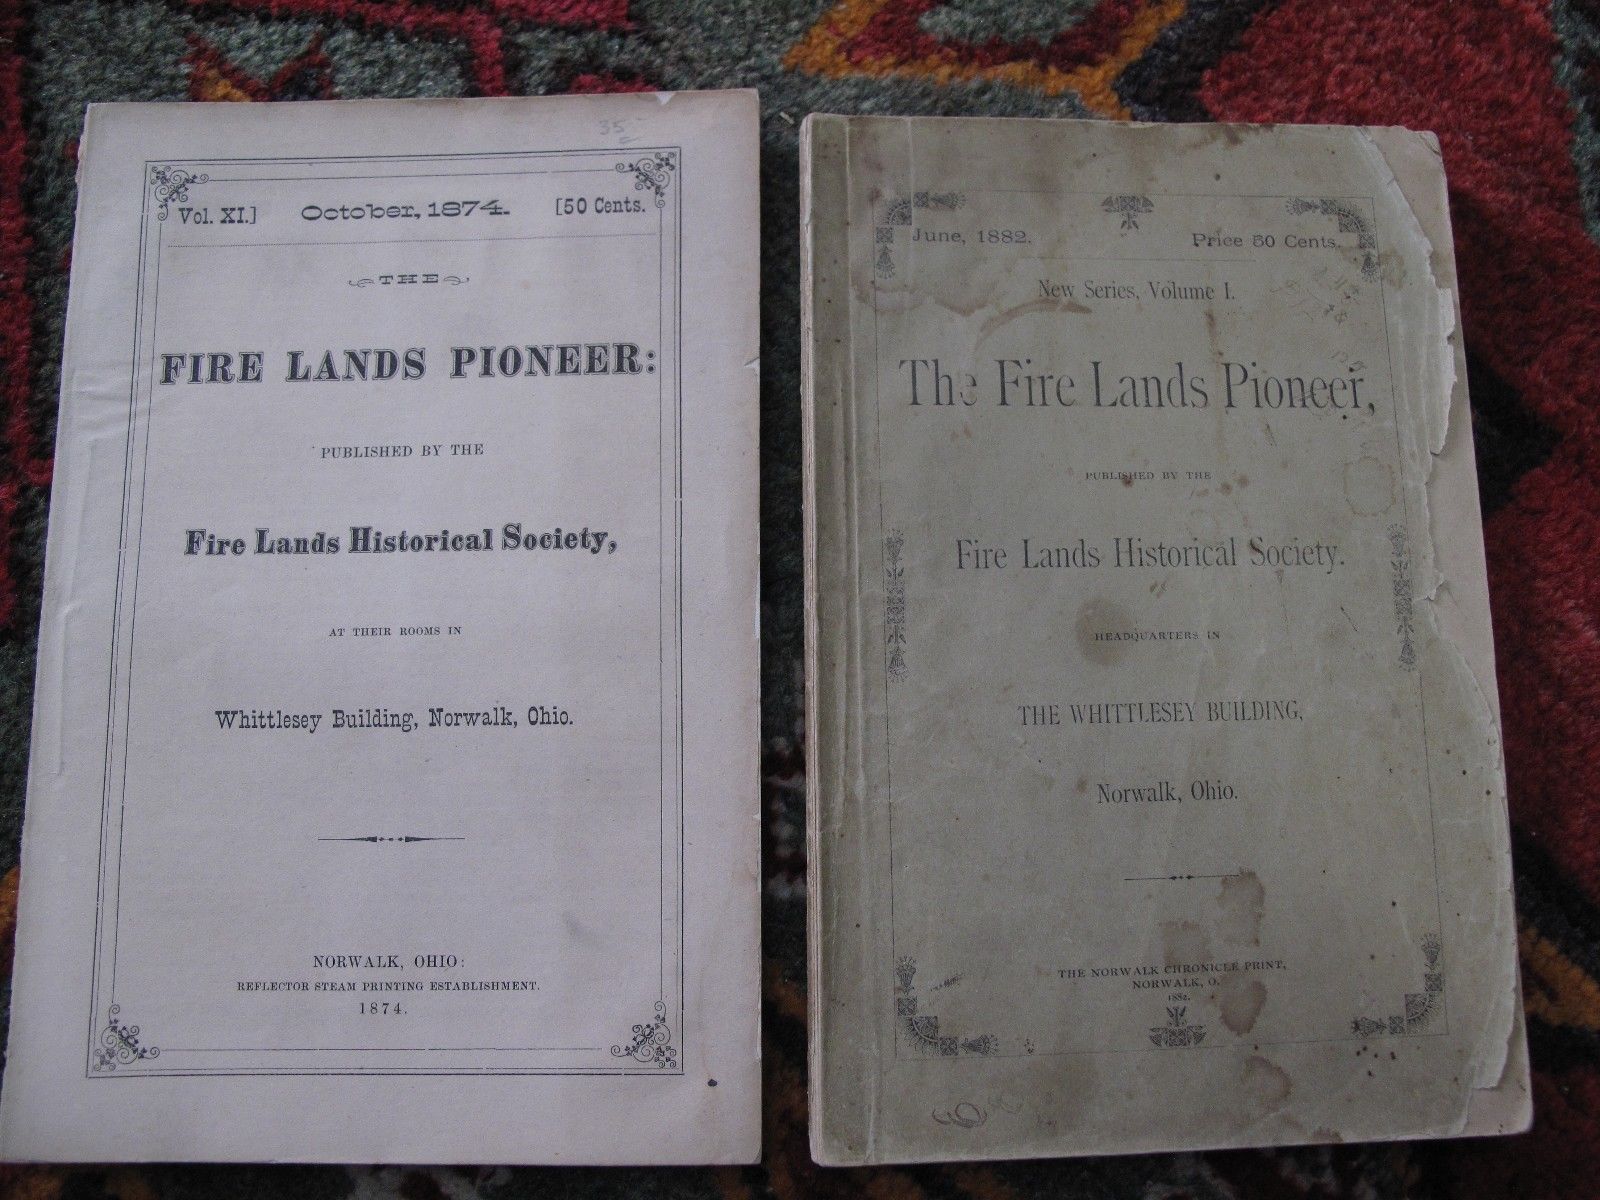 35
Vol. XI.] October, 1874. [50 Cents.
THE
FIRE LANDS PIONEER:
PUBLISHED BY THE
Fire Lands Historical Society,
AT THEIR ROOMS IN
Whittlesey Building, Norwalk, Ohio.
NORWALK, OHIO:
REFLECTOR STEAM PRINTING ESTABLISHMENT.
1874.
June, 1882. Price 50 Cents.
New Series, Volume I.
The Fire Lands Pioneer,
PUBLISHED BY THE
Fire Lands Historical Society.
HEADQUARTERS IN
THE WHITTLESEY BUILDING,
Norwalk, Ohio.
THE NORWALK CHRONICLE PRINT,
NORWALK, O.
1882.